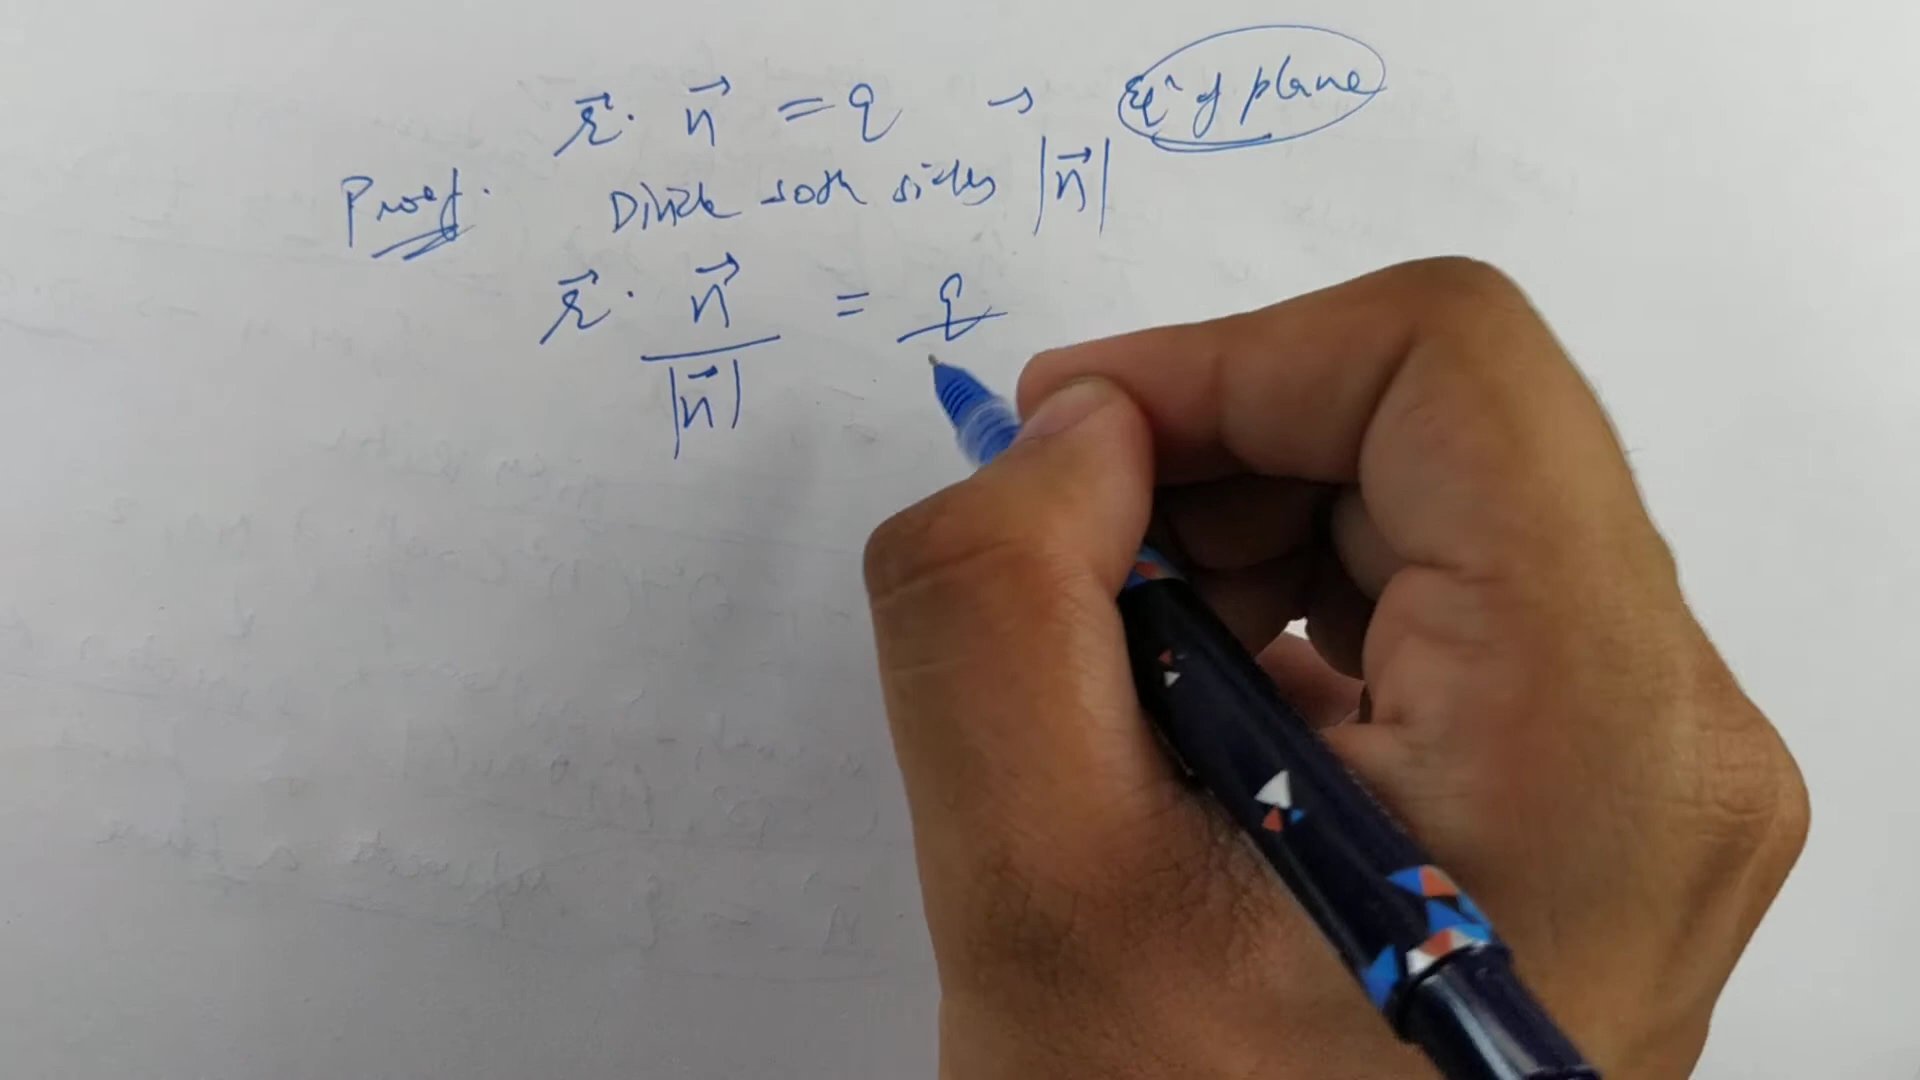 r⃗ · n⃗ = q → Eqⁿ of plane
Proof. Divide both sides |n⃗|
r⃗ · n⃗ / |n⃗| = q